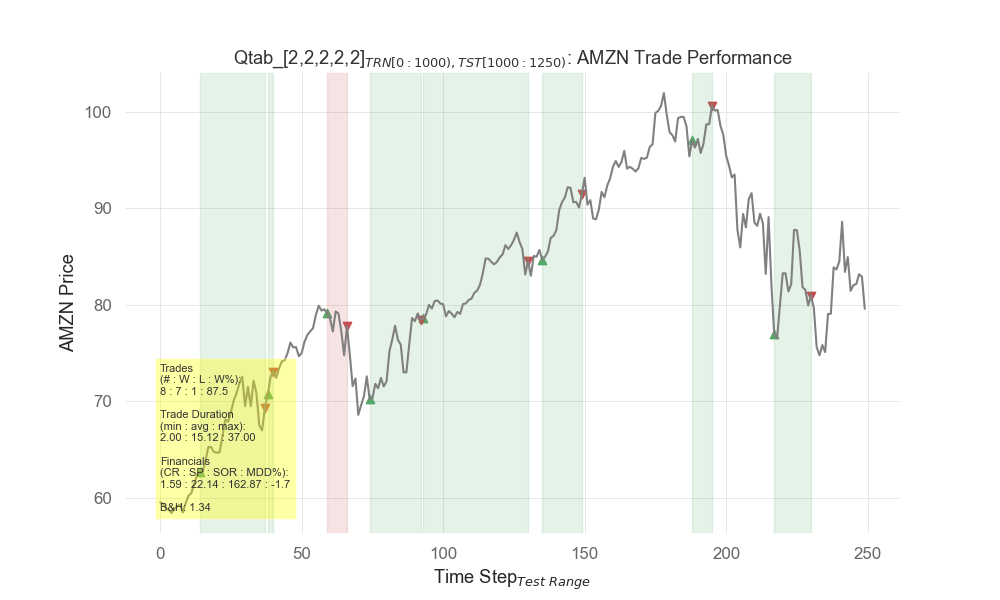 Qtab_[2,2,2,2,2]TRN[0 : 1000), TST[1000 : 1250): AMZN Trade Performance
100
90
80
70
60
AMZN Price
Trades
(# : W : L : W%):
8 : 7 : 1 : 87.5
Trade Duration
(min : avg : max):
2.00 : 15.12 : 37.00
Financials
(CR : SR : SOR : MDD%):
1.59 : 22.14 : 162.87 : -1.7
B&H: 1.34
0 50 100 150 200 250
Time StepTest Range